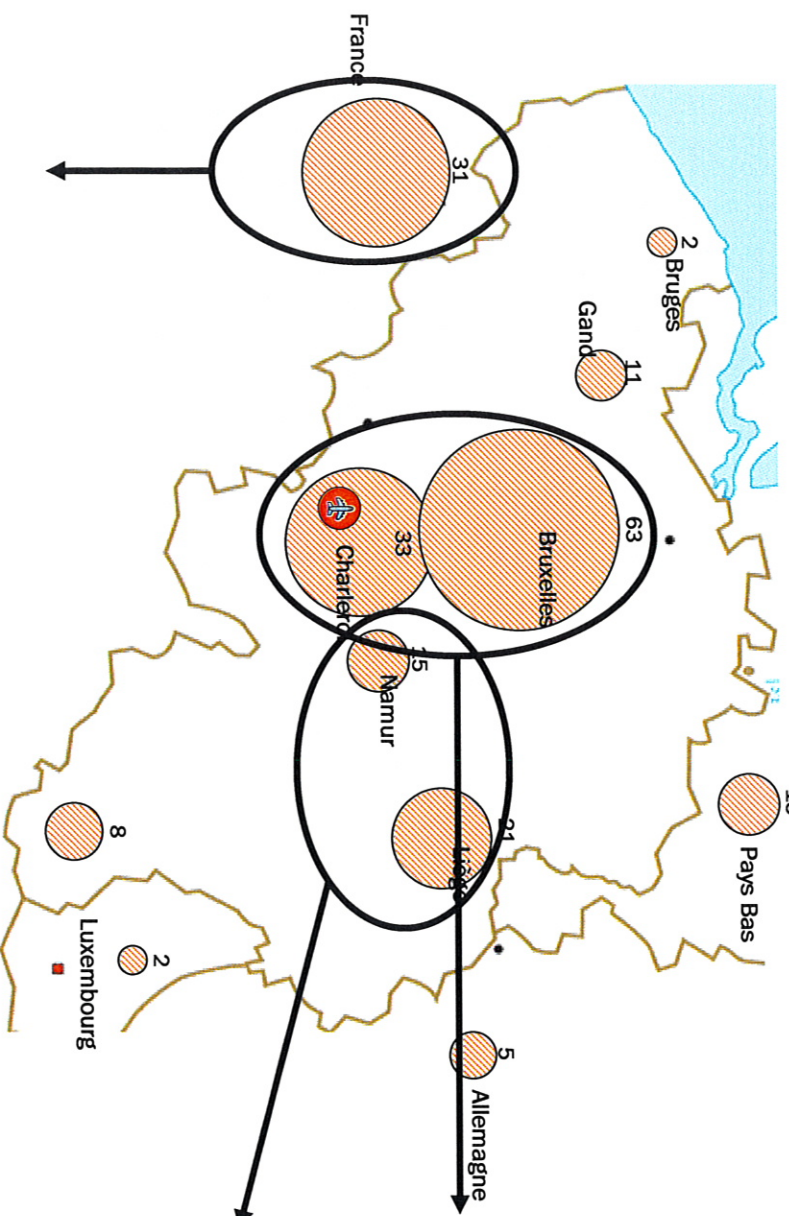 France
31
2
Bruges
Gand
11
63
Bruxelles
33
Namur
21
Liège
Pays Bas
8
2
Luxembourg
5
Allemagne